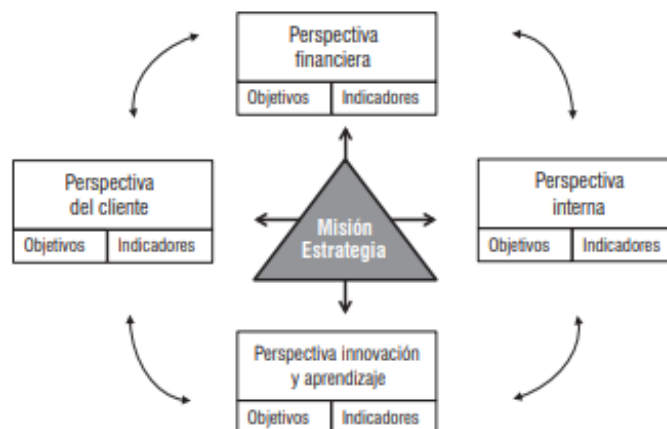 Perspectiva
financiera
Objetivos Indicadores
Perspectiva
del cliente
Objetivos Indicadores
Misión
Estrategia
Perspectiva
interna
Objetivos Indicadores
Perspectiva innovación
y aprendizaje
Objetivos Indicadores